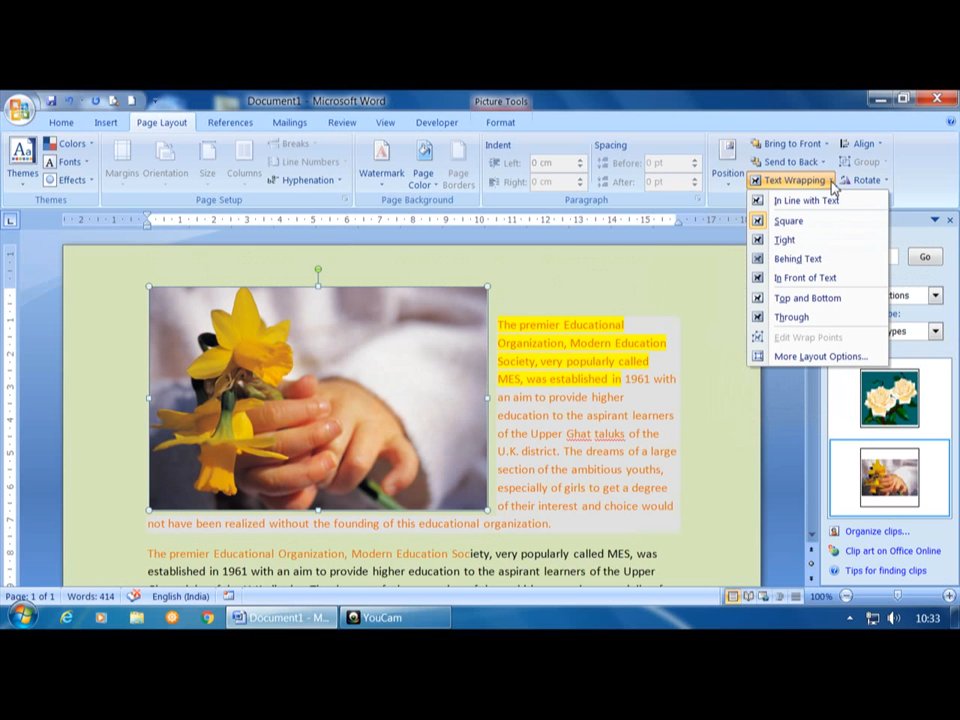 Document1 - Microsoft Word
Picture Tools
Home
Insert
Page Layout
References
Mailings
Review
View
Developer
Format
Themes
Colors
Fonts
Effects
Themes
Margins
Orientation
Size
Columns
Breaks
Line Numbers
Hyphenation
Page Setup
Watermark
Page Color
Page Borders
Page Background
Indent
Left: 0 cm
Right: 0 cm
Spacing
Before: 0 pt
After: 0 pt
Paragraph
Position
Bring to Front
Send to Back
Text Wrapping
Align
Group
Rotate
In Line with Text
Square
Tight
Behind Text
In Front of Text
Top and Bottom
Through
Edit Wrap Points
More Layout Options...
Go
The premier Educational
Organization, Modern Education
Society, very popularly called
MES, was established in 1961 with
an aim to provide higher
education to the aspirant learners
of the Upper Ghat taluks of the
U.K. district. The dreams of a large
section of the ambitious youths,
especially of girls to get a degree
of their interest and choice would
not have been realized without the founding of this educational organization.
The premier Educational Organization, Modern Education Society, very popularly called MES, was
established in 1961 with an aim to provide higher education to the aspirant learners of the Upper
Organize clips...
Clip art on Office Online
Tips for finding clips
Page: 1 of 1
Words: 414
English (India)
100%
Document1 - M...
YouCam
10:33